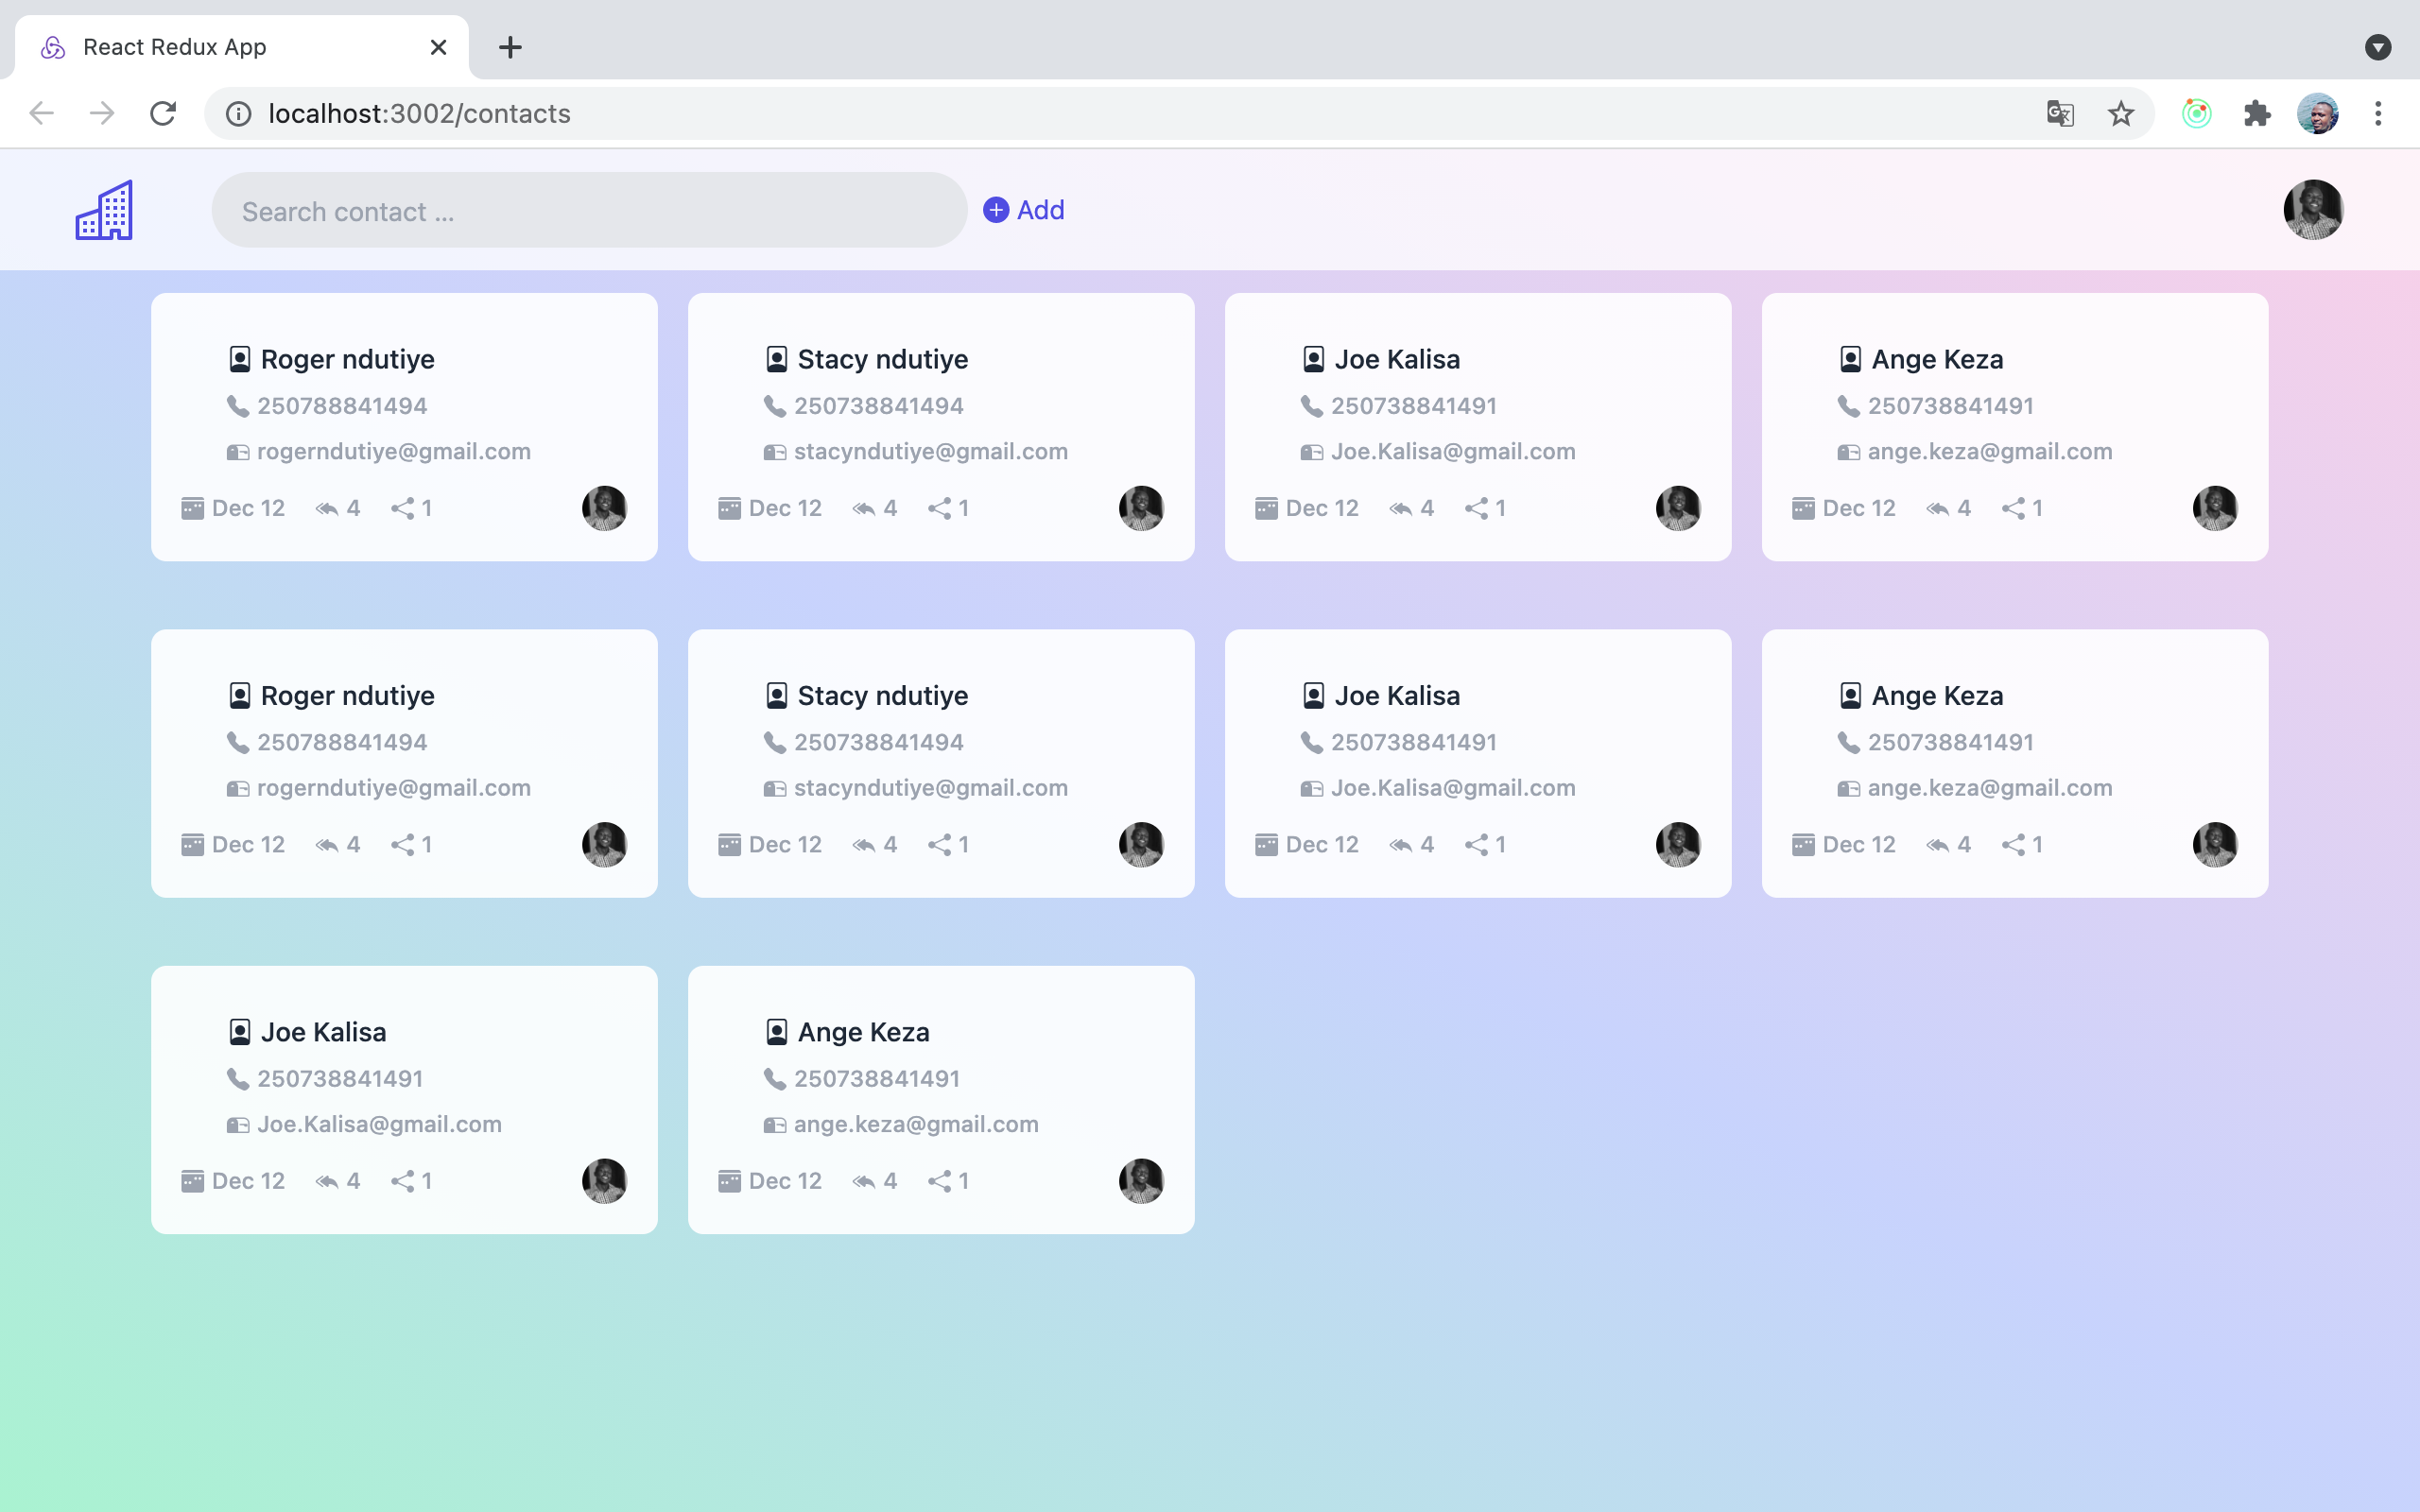 React Redux App
localhost:3002/contacts
Search contact ...
Add
Roger ndutiye
250788841494
rogerndutiye@gmail.com
Dec 12 4 1
Stacy ndutiye
250738841494
stacyndutiye@gmail.com
Dec 12 4 1
Joe Kalisa
250738841491
Joe.Kalisa@gmail.com
Dec 12 4 1
Ange Keza
250738841491
ange.keza@gmail.com
Dec 12 4 1
Roger ndutiye
250788841494
rogerndutiye@gmail.com
Dec 12 4 1
Stacy ndutiye
250738841494
stacyndutiye@gmail.com
Dec 12 4 1
Joe Kalisa
250738841491
Joe.Kalisa@gmail.com
Dec 12 4 1
Ange Keza
250738841491
ange.keza@gmail.com
Dec 12 4 1
Joe Kalisa
250738841491
Joe.Kalisa@gmail.com
Dec 12 4 1
Ange Keza
250738841491
ange.keza@gmail.com
Dec 12 4 1